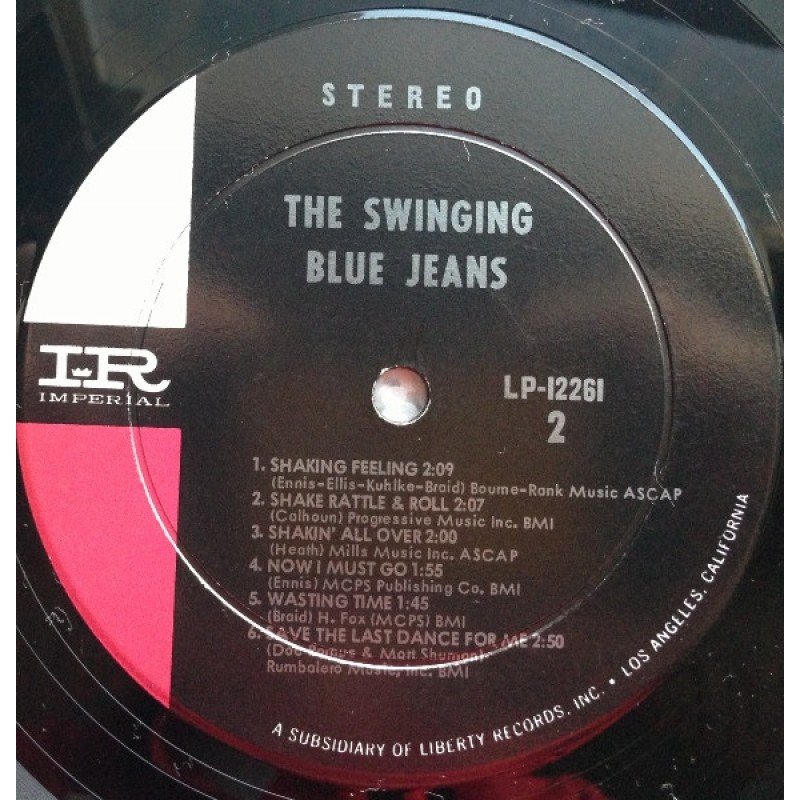 STEREO
THE SWINGING
BLUE JEANS
IR
IMPERIAL
LP-12261
2
1. SHAKING FEELING 2:09
(Ennis-Ellis-Kuhlke-Braid) Bourne-Rank Music ASCAP
2. SHAKE RATTLE & ROLL 2:07
(Calhoun) Progressive Music Inc. BMI
3. SHAKIN' ALL OVER 2:00
(Heath) Mills Music Inc. ASCAP
4. NOW I MUST GO 1:55
(Ennis) MCPS Publishing Co. BMI
5. WASTING TIME 1:45
(Braid) H. Fox (MCPS) BMI
6. SAVE THE LAST DANCE FOR ME 2:50
(Doc Pomus & Mort Shuman)
Rumbalero Music, Inc. BMI
A SUBSIDIARY OF LIBERTY RECORDS, INC. • LOS ANGELES, CALIFORNIA